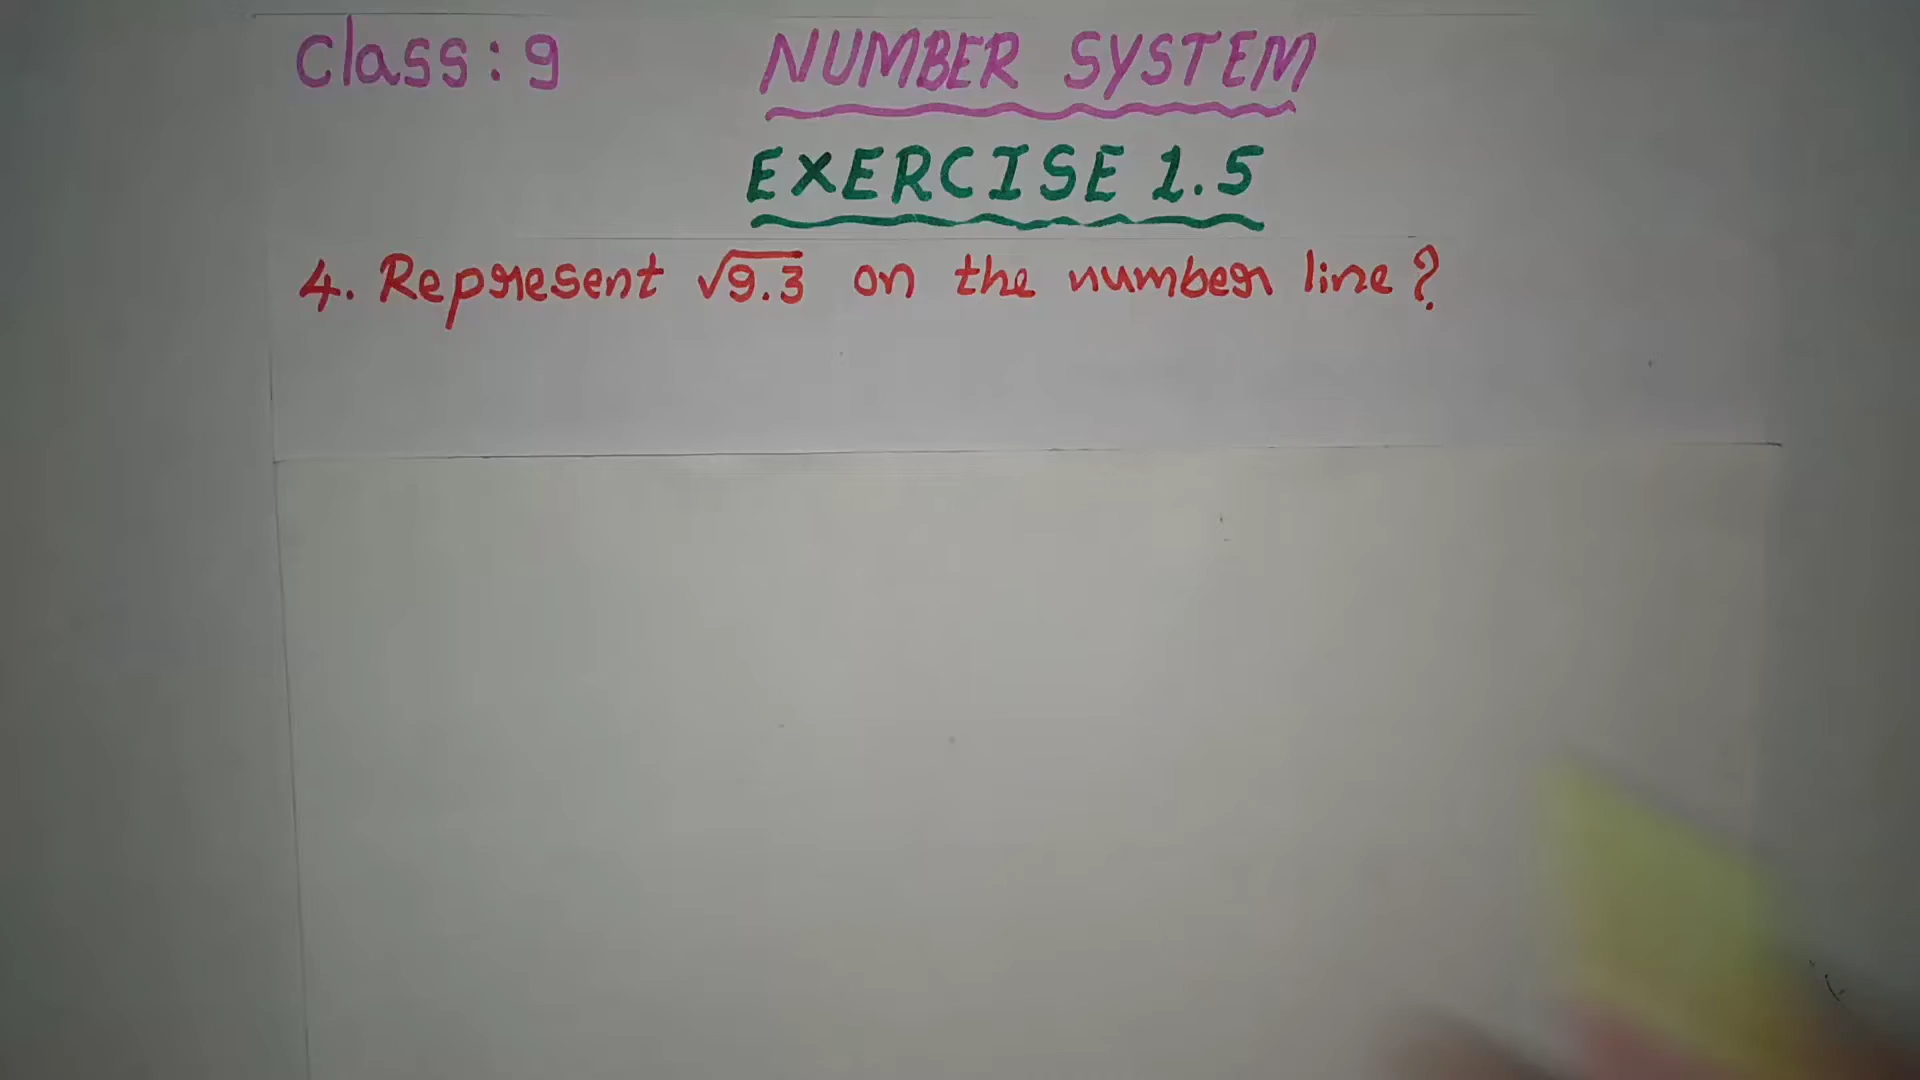 Class : 9
NUMBER SYSTEM
EXERCISE 1.5
4. Represent √9.3 on the number line?